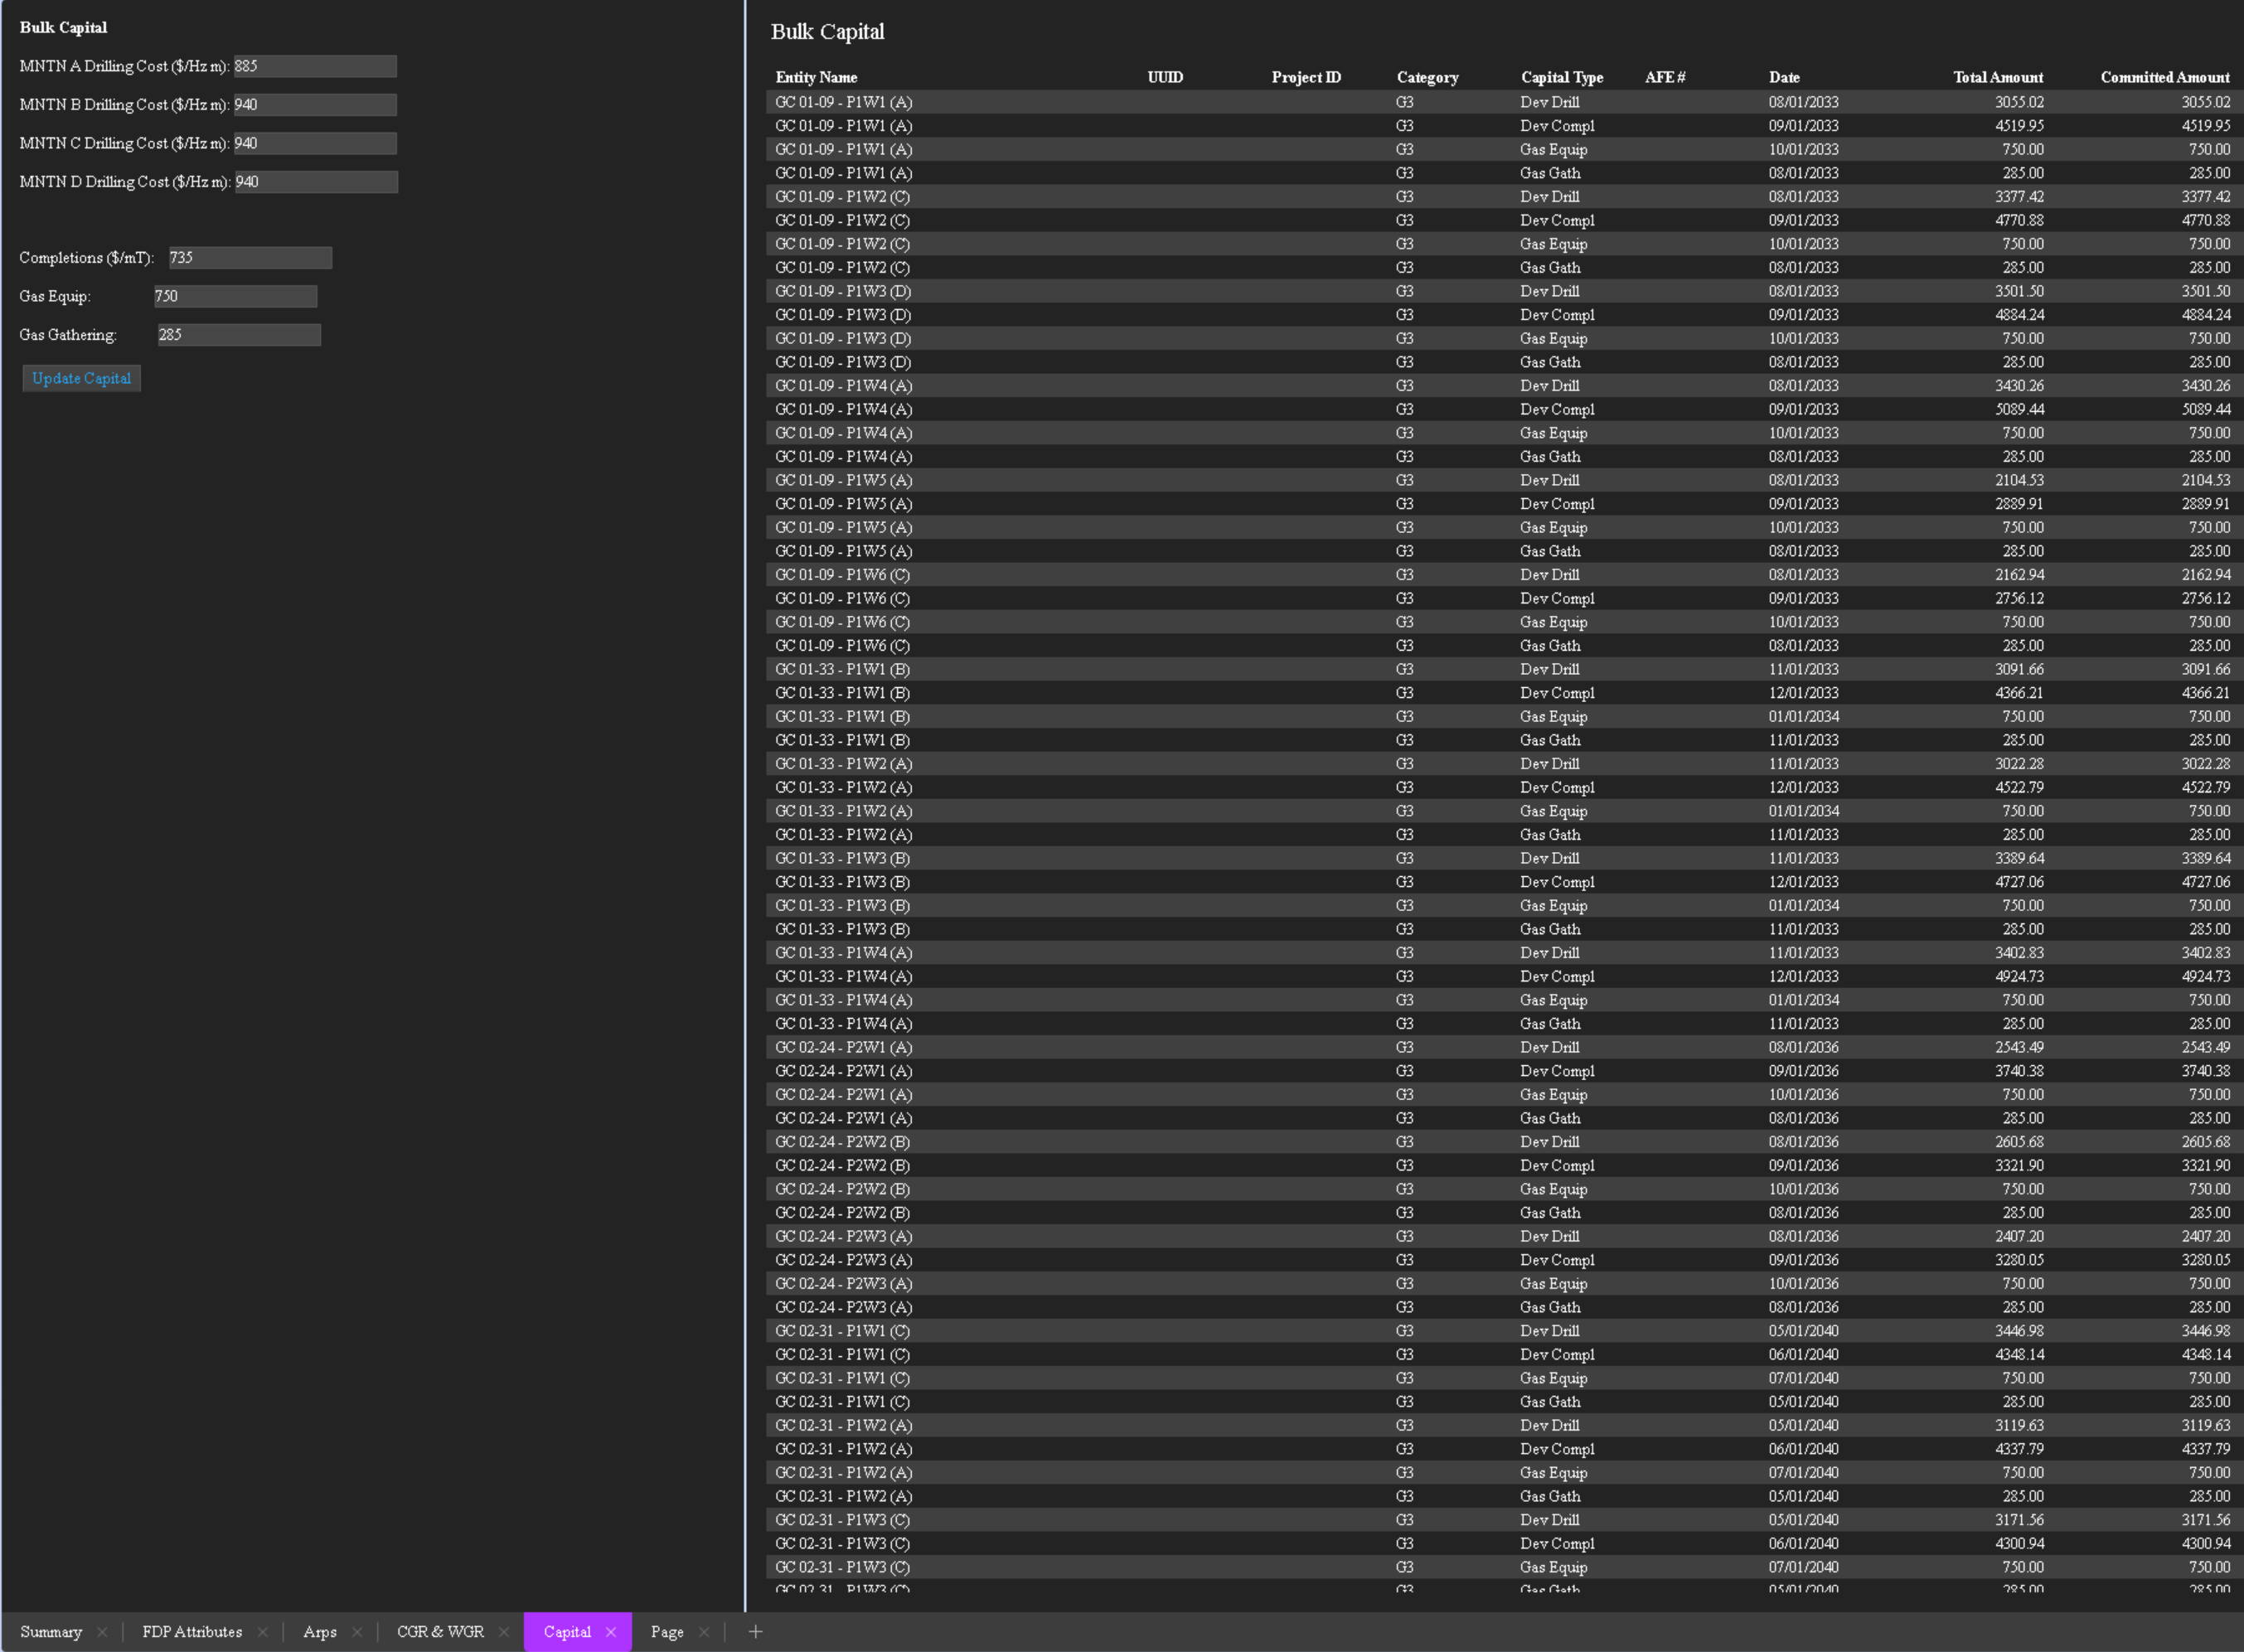 Bulk Capital
MNTN A Drilling Cost ($/Hz m): 885
MNTN B Drilling Cost ($/Hz m): 940
MNTN C Drilling Cost ($/Hz m): 940
MNTN D Drilling Cost ($/Hz m): 940
Completions ($/mT): 735
Gas Equip: 750
Gas Gathering: 285
Update Capital
Bulk Capital
Entity Name UUID Project ID Category Capital Type AFE # Date Total Amount Committed Amount
GC 01-09 - P1W1 (A) G3 Dev Drill 08/01/2033 3055.02 3055.02
GC 01-09 - P1W1 (A) G3 Dev Compl 09/01/2033 4519.95 4519.95
GC 01-09 - P1W1 (A) G3 Gas Equip 10/01/2033 750.00 750.00
GC 01-09 - P1W1 (A) G3 Gas Gath 08/01/2033 285.00 285.00
GC 01-09 - P1W2 (C) G3 Dev Drill 08/01/2033 3377.42 3377.42
GC 01-09 - P1W2 (C) G3 Dev Compl 09/01/2033 4770.88 4770.88
GC 01-09 - P1W2 (C) G3 Gas Equip 10/01/2033 750.00 750.00
GC 01-09 - P1W2 (C) G3 Gas Gath 08/01/2033 285.00 285.00
GC 01-09 - P1W3 (D) G3 Dev Drill 08/01/2033 3501.50 3501.50
GC 01-09 - P1W3 (D) G3 Dev Compl 09/01/2033 4884.24 4884.24
GC 01-09 - P1W3 (D) G3 Gas Equip 10/01/2033 750.00 750.00
GC 01-09 - P1W3 (D) G3 Gas Gath 08/01/2033 285.00 285.00
GC 01-09 - P1W4 (A) G3 Dev Drill 08/01/2033 3430.26 3430.26
GC 01-09 - P1W4 (A) G3 Dev Compl 09/01/2033 5089.44 5089.44
GC 01-09 - P1W4 (A) G3 Gas Equip 10/01/2033 750.00 750.00
GC 01-09 - P1W4 (A) G3 Gas Gath 08/01/2033 285.00 285.00
GC 01-09 - P1W5 (A) G3 Dev Drill 08/01/2033 2104.53 2104.53
GC 01-09 - P1W5 (A) G3 Dev Compl 09/01/2033 2889.91 2889.91
GC 01-09 - P1W5 (A) G3 Gas Equip 10/01/2033 750.00 750.00
GC 01-09 - P1W5 (A) G3 Gas Gath 08/01/2033 285.00 285.00
GC 01-09 - P1W6 (C) G3 Dev Drill 08/01/2033 2162.94 2162.94
GC 01-09 - P1W6 (C) G3 Dev Compl 09/01/2033 2756.12 2756.12
GC 01-09 - P1W6 (C) G3 Gas Equip 10/01/2033 750.00 750.00
GC 01-09 - P1W6 (C) G3 Gas Gath 08/01/2033 285.00 285.00
GC 01-33 - P1W1 (B) G3 Dev Drill 11/01/2033 3091.66 3091.66
GC 01-33 - P1W1 (B) G3 Dev Compl 12/01/2033 4366.21 4366.21
GC 01-33 - P1W1 (B) G3 Gas Equip 01/01/2034 750.00 750.00
GC 01-33 - P1W1 (B) G3 Gas Gath 11/01/2033 285.00 285.00
GC 01-33 - P1W2 (A) G3 Dev Drill 11/01/2033 3022.28 3022.28
GC 01-33 - P1W2 (A) G3 Dev Compl 12/01/2033 4522.79 4522.79
GC 01-33 - P1W2 (A) G3 Gas Equip 01/01/2034 750.00 750.00
GC 01-33 - P1W2 (A) G3 Gas Gath 11/01/2033 285.00 285.00
GC 01-33 - P1W3 (B) G3 Dev Drill 11/01/2033 3389.64 3389.64
GC 01-33 - P1W3 (B) G3 Dev Compl 12/01/2033 4727.06 4727.06
GC 01-33 - P1W3 (B) G3 Gas Equip 01/01/2034 750.00 750.00
GC 01-33 - P1W3 (B) G3 Gas Gath 11/01/2033 285.00 285.00
GC 01-33 - P1W4 (A) G3 Dev Drill 11/01/2033 3402.83 3402.83
GC 01-33 - P1W4 (A) G3 Dev Compl 12/01/2033 4924.73 4924.73
GC 01-33 - P1W4 (A) G3 Gas Equip 01/01/2034 750.00 750.00
GC 01-33 - P1W4 (A) G3 Gas Gath 11/01/2033 285.00 285.00
GC 02-24 - P2W1 (A) G3 Dev Drill 08/01/2036 2543.49 2543.49
GC 02-24 - P2W1 (A) G3 Dev Compl 09/01/2036 3740.38 3740.38
GC 02-24 - P2W1 (A) G3 Gas Equip 10/01/2036 750.00 750.00
GC 02-24 - P2W1 (A) G3 Gas Gath 08/01/2036 285.00 285.00
GC 02-24 - P2W2 (B) G3 Dev Drill 08/01/2036 2605.68 2605.68
GC 02-24 - P2W2 (B) G3 Dev Compl 09/01/2036 3321.90 3321.90
GC 02-24 - P2W2 (B) G3 Gas Equip 10/01/2036 750.00 750.00
GC 02-24 - P2W2 (B) G3 Gas Gath 08/01/2036 285.00 285.00
GC 02-24 - P2W3 (A) G3 Dev Drill 08/01/2036 2407.20 2407.20
GC 02-24 - P2W3 (A) G3 Dev Compl 09/01/2036 3280.05 3280.05
GC 02-24 - P2W3 (A) G3 Gas Equip 10/01/2036 750.00 750.00
GC 02-24 - P2W3 (A) G3 Gas Gath 08/01/2036 285.00 285.00
GC 02-31 - P1W1 (C) G3 Dev Drill 05/01/2040 3446.98 3446.98
GC 02-31 - P1W1 (C) G3 Dev Compl 06/01/2040 4348.14 4348.14
GC 02-31 - P1W1 (C) G3 Gas Equip 07/01/2040 750.00 750.00
GC 02-31 - P1W1 (C) G3 Gas Gath 05/01/2040 285.00 285.00
GC 02-31 - P1W2 (A) G3 Dev Drill 05/01/2040 3119.63 3119.63
GC 02-31 - P1W2 (A) G3 Dev Compl 06/01/2040 4337.79 4337.79
GC 02-31 - P1W2 (A) G3 Gas Equip 07/01/2040 750.00 750.00
GC 02-31 - P1W2 (A) G3 Gas Gath 05/01/2040 285.00 285.00
GC 02-31 - P1W3 (C) G3 Dev Drill 05/01/2040 3171.56 3171.56
GC 02-31 - P1W3 (C) G3 Dev Compl 06/01/2040 4300.94 4300.94
GC 02-31 - P1W3 (C) G3 Gas Equip 07/01/2040 750.00 750.00
GC 02-31 - P1W3 (C) G3 Gas Gath 05/01/2040 285.00 285.00
Summary FDP Attributes Arps CGR & WGR Capital Page